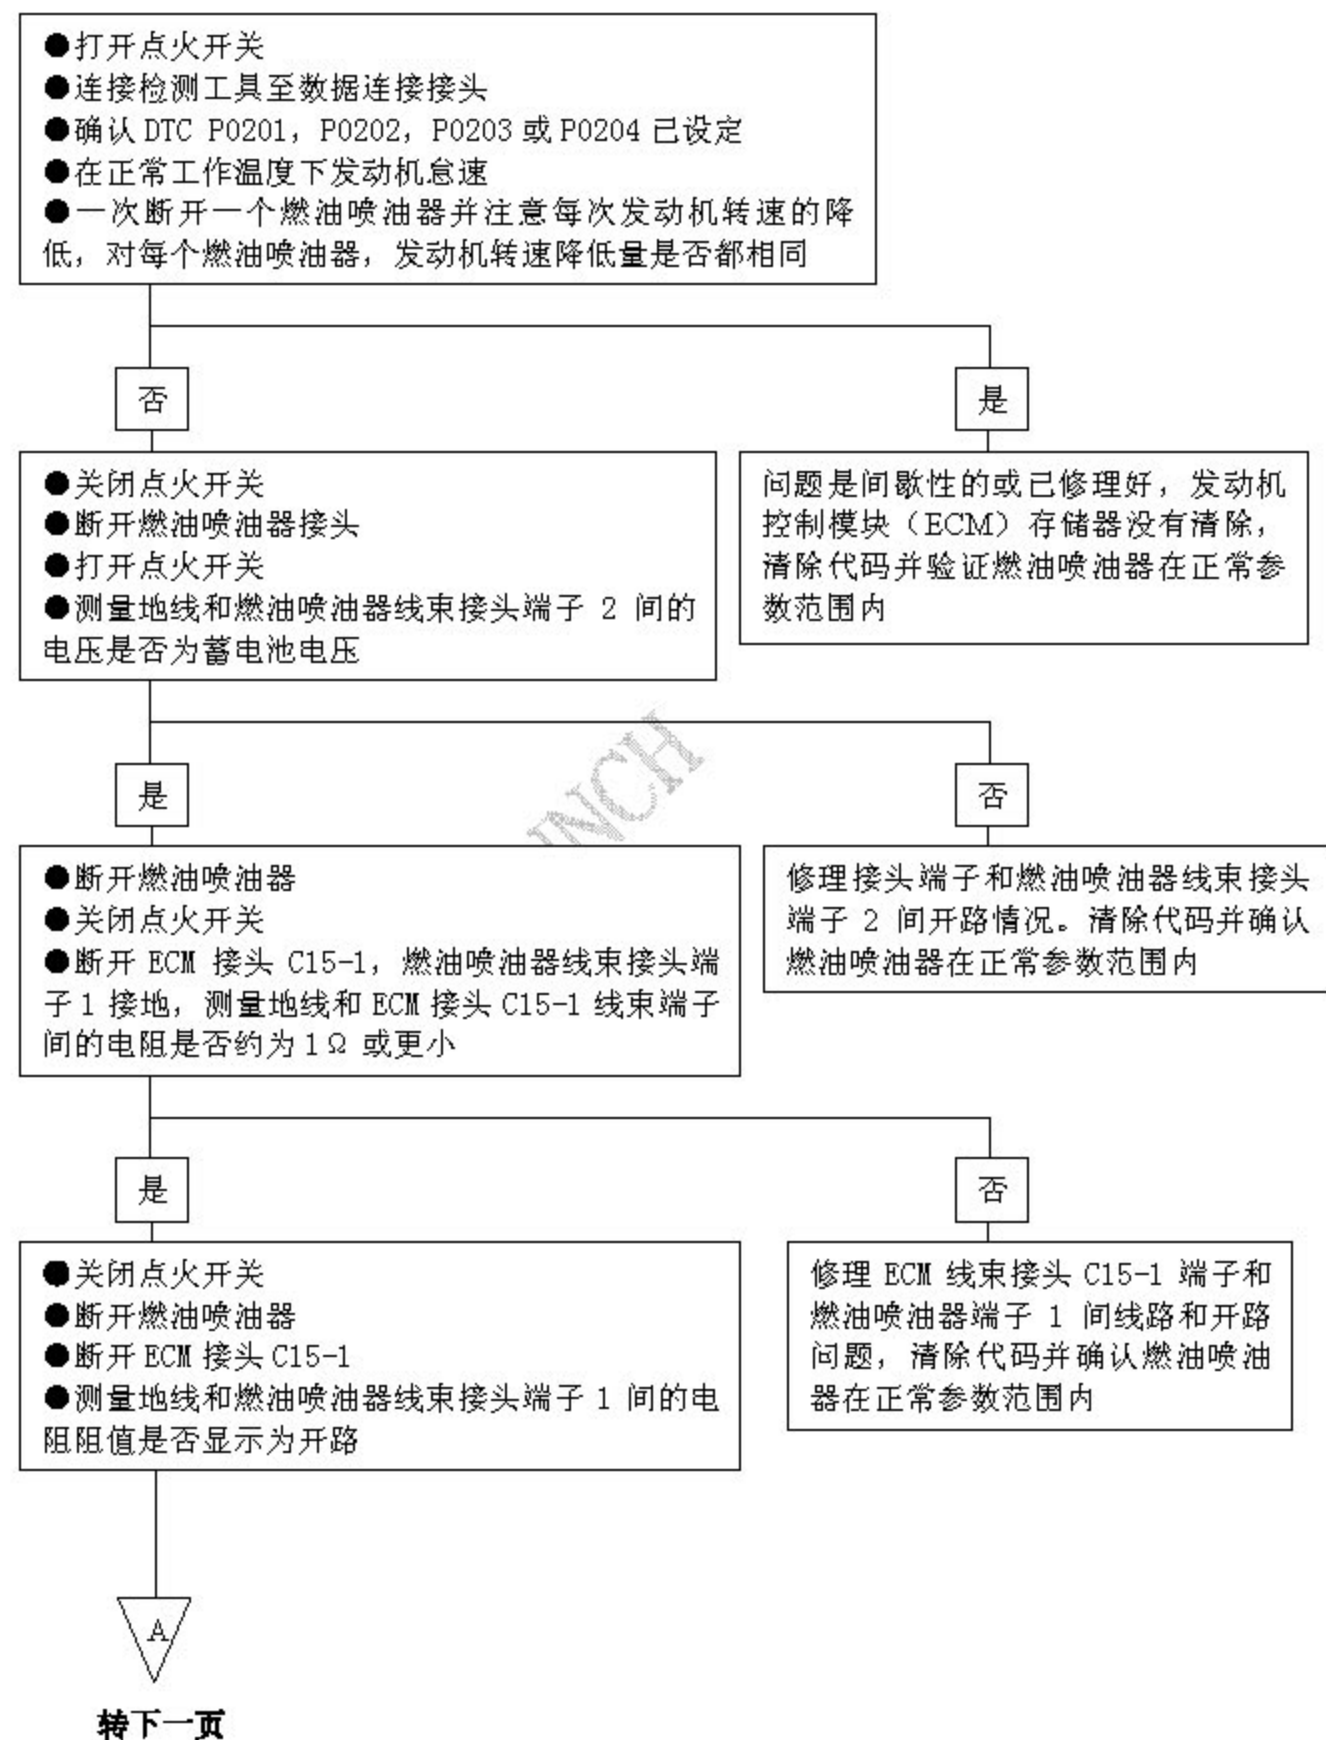 ●打开点火开关
●连接检测工具至数据连接接头
●确认 DTC P0201，P0202，P0203 或 P0204 已设定
●在正常工作温度下发动机怠速
●一次断开一个燃油喷油器并注意每次发动机转速的降
低，对每个燃油喷油器，发动机转速降低量是否都相同
否
是
●关闭点火开关
●断开燃油喷油器接头
●打开点火开关
●测量地线和燃油喷油器线束接头端子 2 间的
电压是否为蓄电池电压
问题是间歇性的或已修理好，发动机
控制模块（ECM）存储器没有清除，
清除代码并验证燃油喷油器在正常参
数范围内
是
否
●断开燃油喷油器
●关闭点火开关
●断开 ECM 接头 C15-1，燃油喷油器线束接头端
子 1 接地，测量地线和 ECM 接头 C15-1 线束端子
间的电阻是否约为 1Ω 或更小
修理接头端子和燃油喷油器线束接头
端子 2 间开路情况。清除代码并确认
燃油喷油器在正常参数范围内
是
否
●关闭点火开关
●断开燃油喷油器
●断开 ECM 接头 C15-1
●测量地线和燃油喷油器线束接头端子 1 间的电
阻阻值是否显示为开路
修理 ECM 线束接头 C15-1 端子和
燃油喷油器端子 1 间线路和开路
问题，清除代码并确认燃油喷油
器在正常参数范围内
A
转下一页